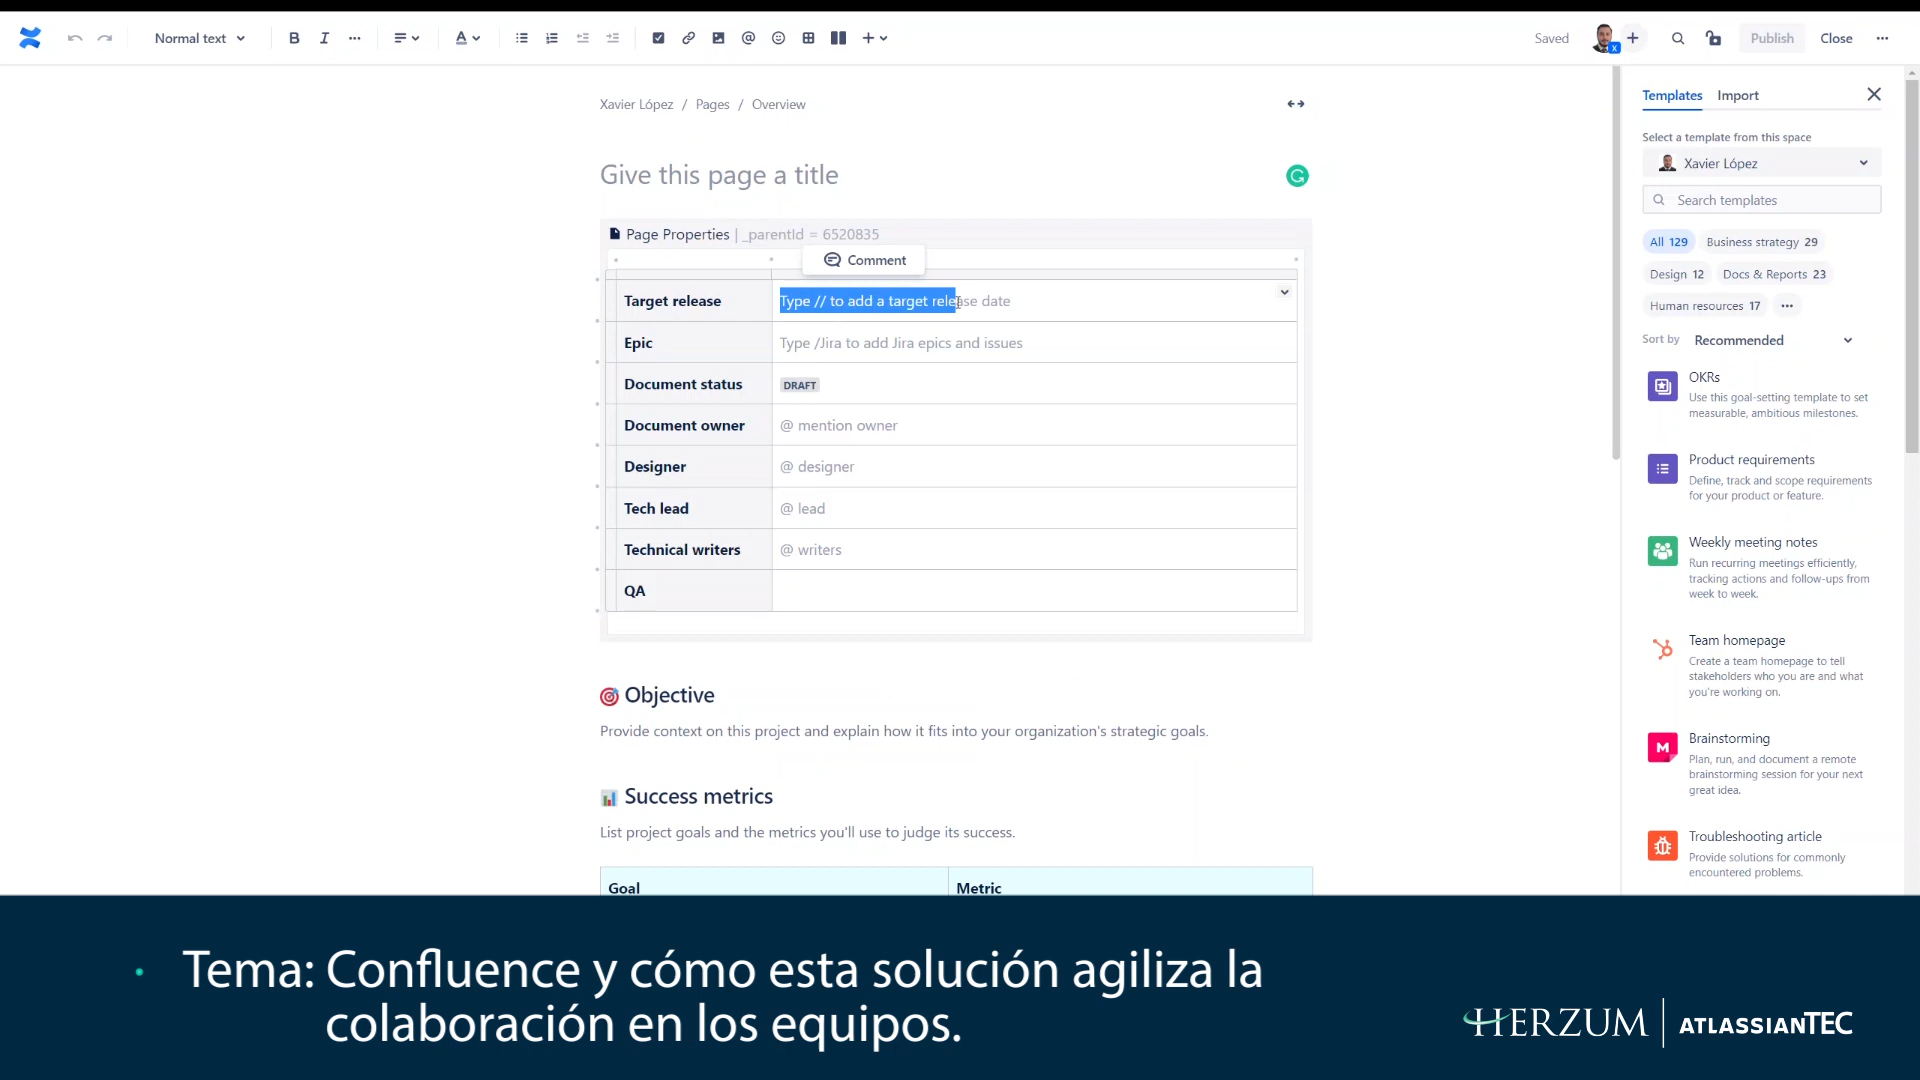 Normal text
Saved
Publish
Close
Xavier López / Pages / Overview
Give this page a title
Page Properties | _parentId = 6520835
Comment
Target release
Type // to add a target release date
Epic
Type /Jira to add Jira epics and issues
Document status
DRAFT
Document owner
@ mention owner
Designer
@ designer
Tech lead
@ lead
Technical writers
@ writers
QA
Objective
Provide context on this project and explain how it fits into your organization's strategic goals.
Success metrics
List project goals and the metrics you'll use to judge its success.
Goal
Metric
Templates
Import
Select a template from this space
Xavier López
Search templates
All 129
Business strategy 29
Design 12
Docs & Reports 23
Human resources 17
Sort by
Recommended
OKRs
Use this goal-setting template to set
measurable, ambitious milestones.
Product requirements
Define, track and scope requirements
for your product or feature.
Weekly meeting notes
Run recurring meetings efficiently,
tracking actions and follow-ups from
week to week.
Team homepage
Create a team homepage to tell
stakeholders who you are and what
you're working on.
Brainstorming
Plan, run, and document a remote
brainstorming session for your next
great idea.
Troubleshooting article
Provide solutions for commonly
encountered problems.
• Tema: Confluence y cómo esta solución agiliza la
colaboración en los equipos.
HERZUM | ATLASSIANTEC